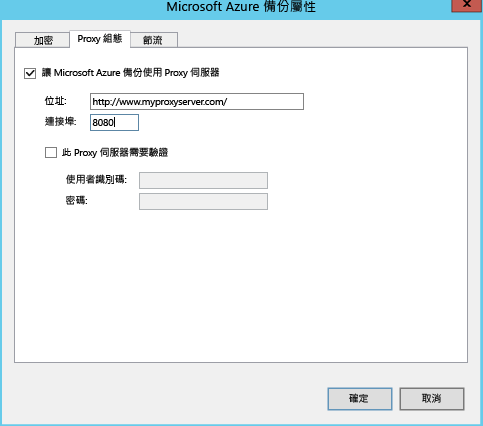 Microsoft Azure 備份屬性
加密 Proxy 組態 節流
讓 Microsoft Azure 備份使用 Proxy 伺服器
位址: http://www.myproxyserver.com/
連接埠: 8080
此 Proxy 伺服器需要驗證
使用者識別碼:
密碼:
確定 取消